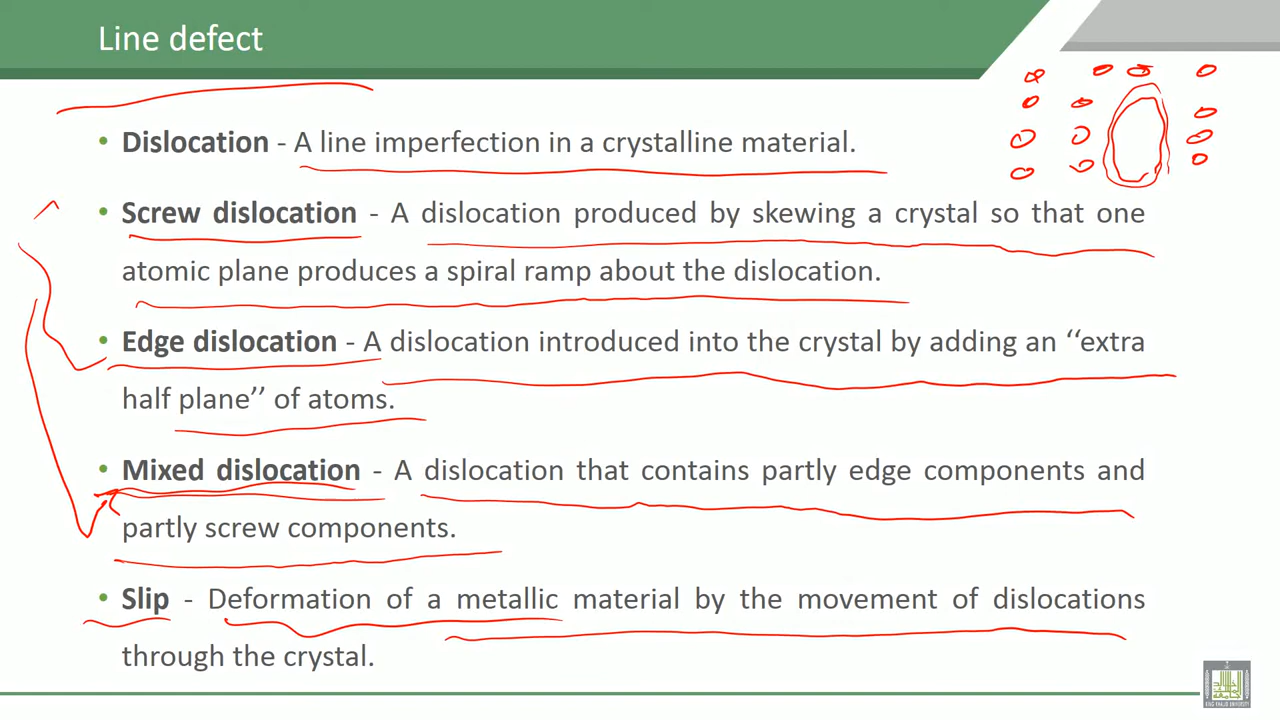 Line defect
• Dislocation - A line imperfection in a crystalline material.
• Screw dislocation - A dislocation produced by skewing a crystal so that one
atomic plane produces a spiral ramp about the dislocation.
• Edge dislocation - A dislocation introduced into the crystal by adding an ‘‘extra
half plane’’ of atoms.
• Mixed dislocation - A dislocation that contains partly edge components and
partly screw components.
• Slip - Deformation of a metallic material by the movement of dislocations
through the crystal.
KING KHALID UNIVERSITY